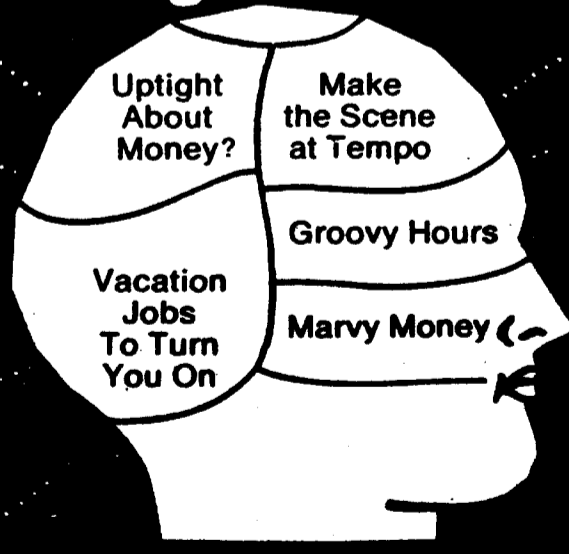 Uptight
About
Money?
Make
the Scene
at Tempo
Groovy Hours
Marvy Money
Vacation
Jobs
To Turn
You On